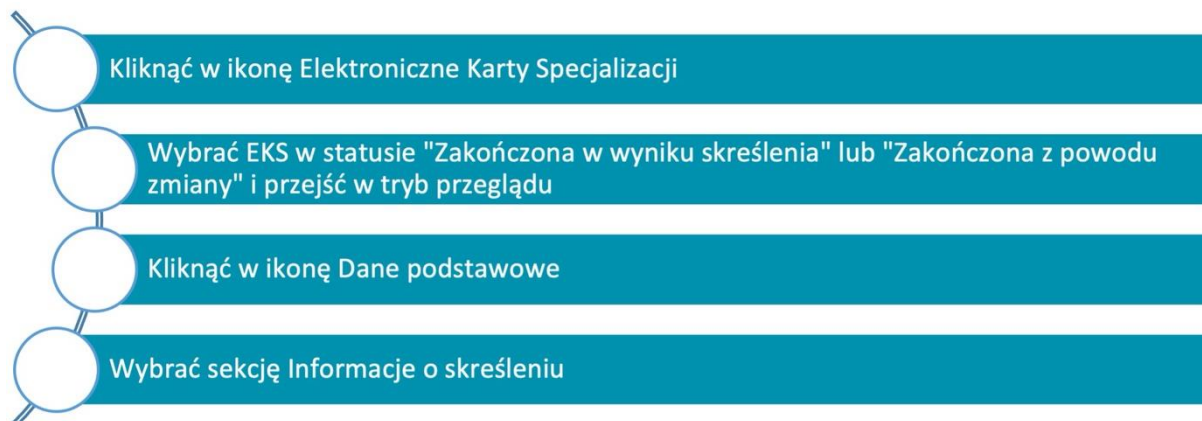 Kliknąć w ikonę Elektroniczne Karty Specjalizacji
Wybrać EKS w statusie "Zakończona w wyniku skreślenia" lub "Zakończona z powodu
zmiany" i przejść w tryb przeglądu
Kliknąć w ikonę Dane podstawowe
Wybrać sekcję Informacje o skreśleniu